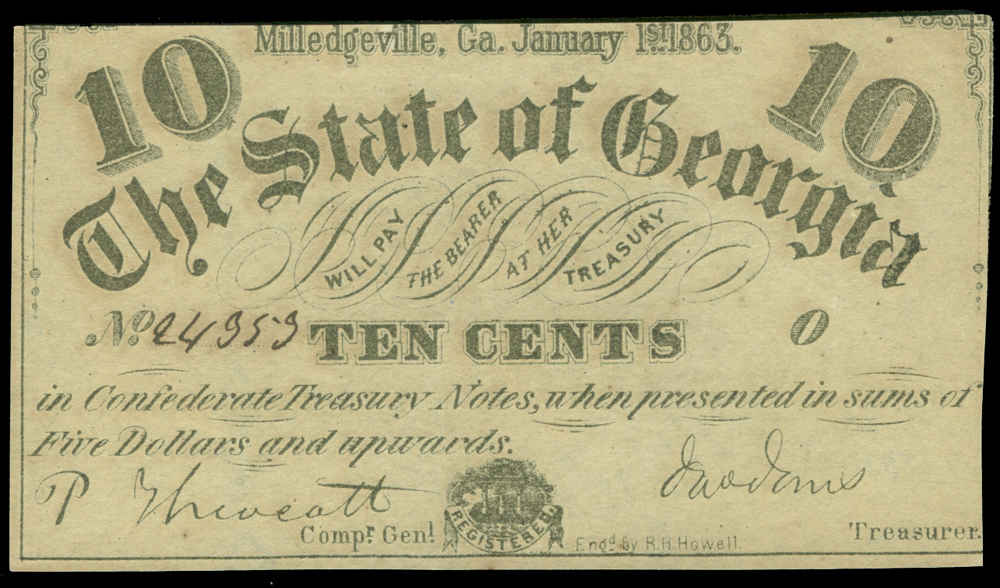 Milledgeville, Ga. January 1st 1863.
10 10
The State of Georgia
WILL PAY THE BEARER AT HER TREASURY
No. 24953 TEN CENTS O
in Confederate Treasury Notes, when presented in sums of
Five Dollars and upwards.
P Thweatt
Compr Genl REGISTERED. Engd by R.H. Howell. Treasurer.